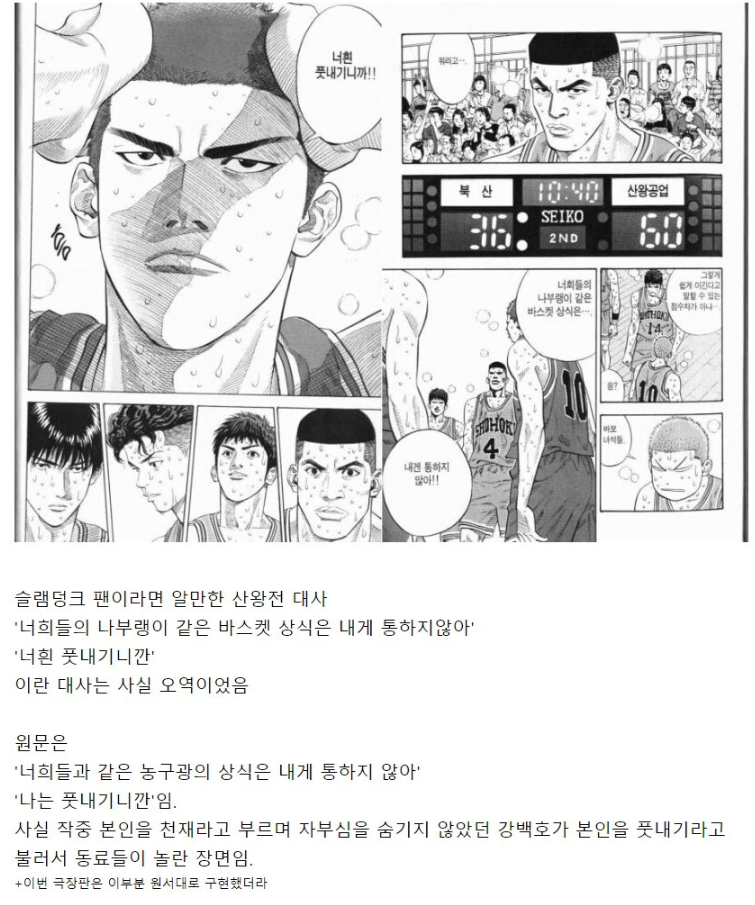 뭐라고….
북 산 10:40 산왕공업
36 SEIKO 60
2ND
그렇게
쉽게 이긴다고
말할 수 있는
점수차가 아냐….
SHOHOKU
14
응?
10
바보
녀석들.
너희들의
나부랭이 같은
바스켓 상식은….
10
SHOHOKU
4
내겐 통하지
않아!!
너흰
풋내기니까!!
슬램덩크 팬이라면 알만한 산왕전 대사
'너희들의 나부랭이 같은 바스켓 상식은 내게 통하지않아'
'너흰 풋내기니깐'
이란 대사는 사실 오역이었음
원문은
'너희들과 같은 농구광의 상식은 내게 통하지 않아'
'나는 풋내기니깐'임.
사실 작중 본인을 천재라고 부르며 자부심을 숨기지 않았던 강백호가 본인을 풋내기라고
불러서 동료들이 놀란 장면임.
+이번 극장판은 이부분 원서대로 구현했더라